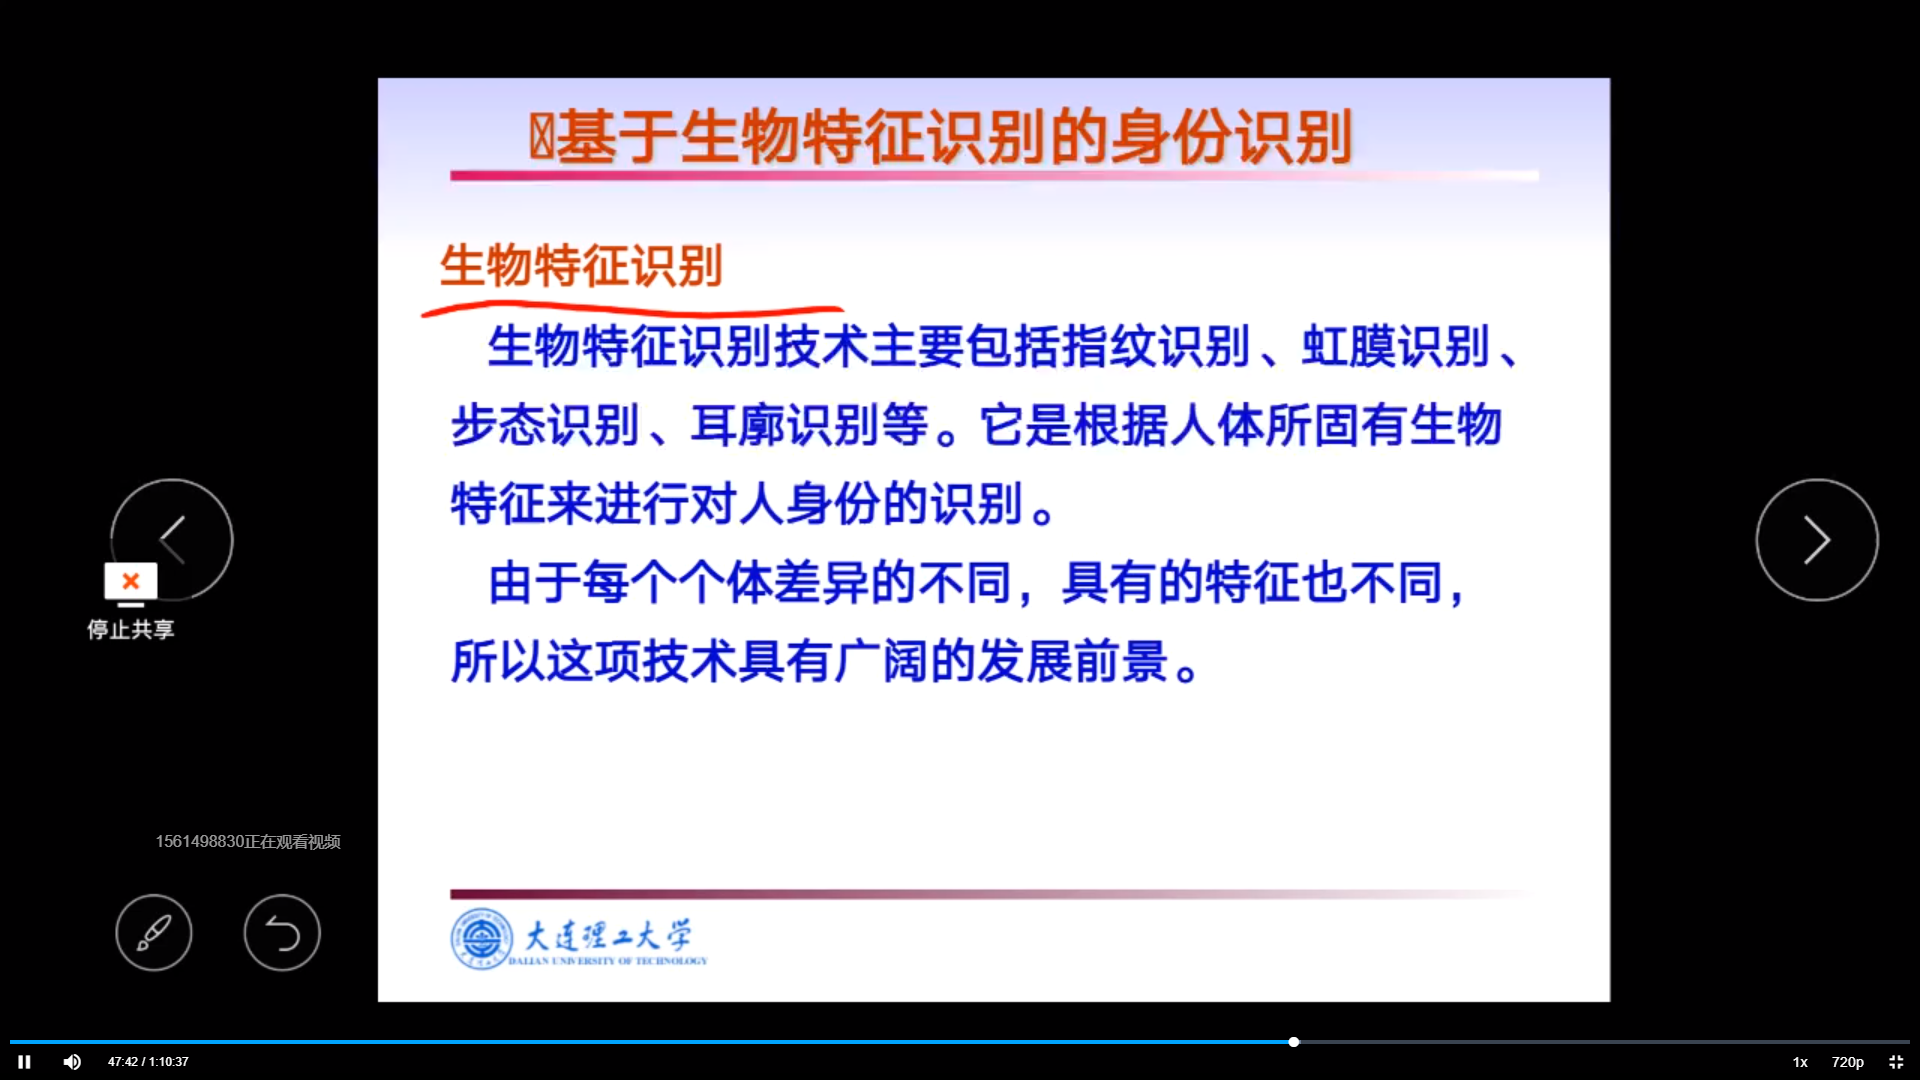 基于生物特征识别的身份识别
生物特征识别
生物特征识别技术主要包括指纹识别、虹膜识别、
步态识别、耳廓识别等。它是根据人体所固有生物
特征来进行对人身份的识别。
由于每个个体差异的不同，具有的特征也不同，
所以这项技术具有广阔的发展前景。
停止共享
1561498830正在观看视频
大连理工大学
DALIAN UNIVERSITY OF TECHNOLOGY
47:42 / 1:10:37
1x
720p